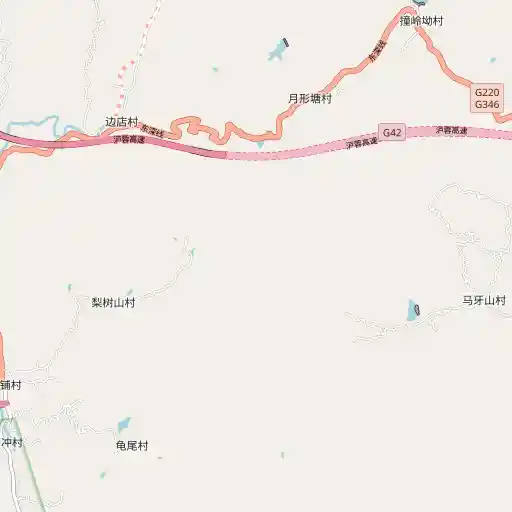 撞岭坳村
东深线
月形塘村
G220
G346
边店村
东深线
沪蓉高速
沪蓉高速
G42
沪蓉高速
梨树山村
马牙山村
铺村
冲村
龟尾村